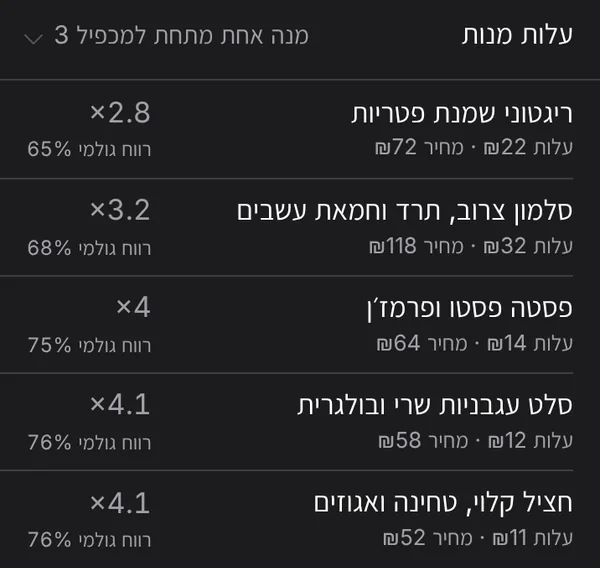 עלות מנות
מנה אחת מתחת למכפיל 3
ריגטוני שמנת פטריות
×2.8
עלות ₪22 · מחיר ₪72
רווח גולמי 65%
סלמון צרוב, תרד וחמאת עשבים
×3.2
עלות ₪32 · מחיר ₪118
רווח גולמי 68%
פסטה פסטו ופרמז׳ן
×4
עלות ₪14 · מחיר ₪64
רווח גולמי 75%
סלט עגבניות שרי ובולגרית
×4.1
עלות ₪12 · מחיר ₪58
רווח גולמי 76%
חציל קלוי, טחינה ואגוזים
×4.1
עלות ₪11 · מחיר ₪52
רווח גולמי 76%